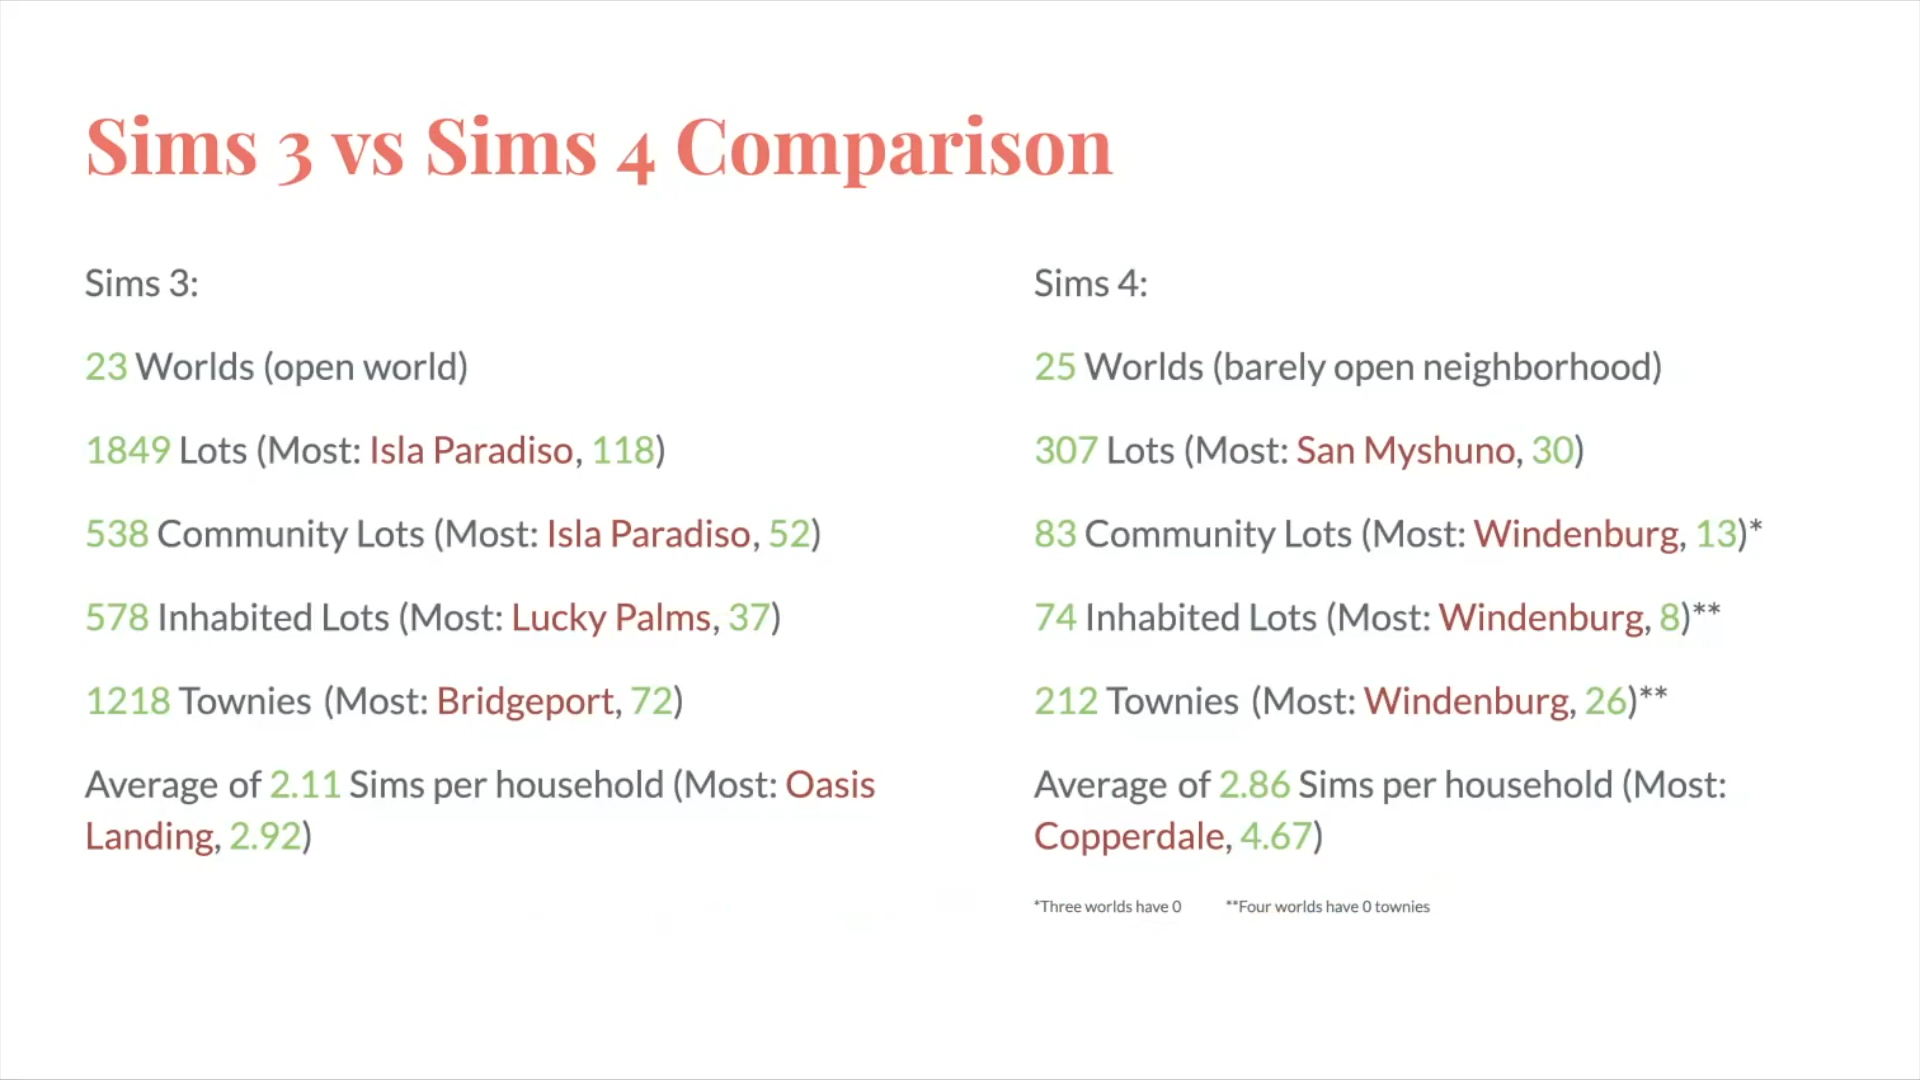 Sims 3 vs Sims 4 Comparison
Sims 3:
23 Worlds (open world)
1849 Lots (Most: Isla Paradiso, 118)
538 Community Lots (Most: Isla Paradiso, 52)
578 Inhabited Lots (Most: Lucky Palms, 37)
1218 Townies (Most: Bridgeport, 72)
Average of 2.11 Sims per household (Most: Oasis
Landing, 2.92)
Sims 4:
25 Worlds (barely open neighborhood)
307 Lots (Most: San Myshuno, 30)
83 Community Lots (Most: Windenburg, 13)*
74 Inhabited Lots (Most: Windenburg, 8)**
212 Townies (Most: Windenburg, 26)**
Average of 2.86 Sims per household (Most:
Copperdale, 4.67)
*Three worlds have 0 **Four worlds have 0 townies